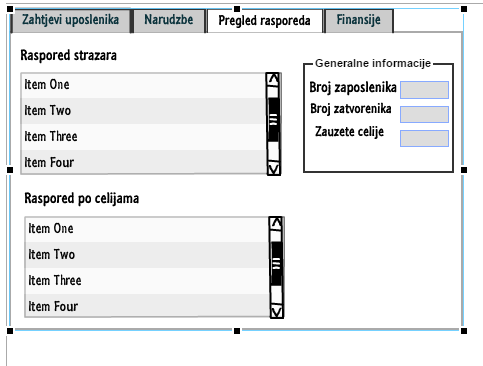 Zahtjevi uposlenika Narudzbe Pregled rasporeda Finansije
Raspored strazara
Item One
Item Two
Item Three
Item Four
Generalne informacije
Broj zaposlenika
Broj zatvorenika
Zauzete celije
Raspored po celijama
Item One
Item Two
Item Three
Item Four